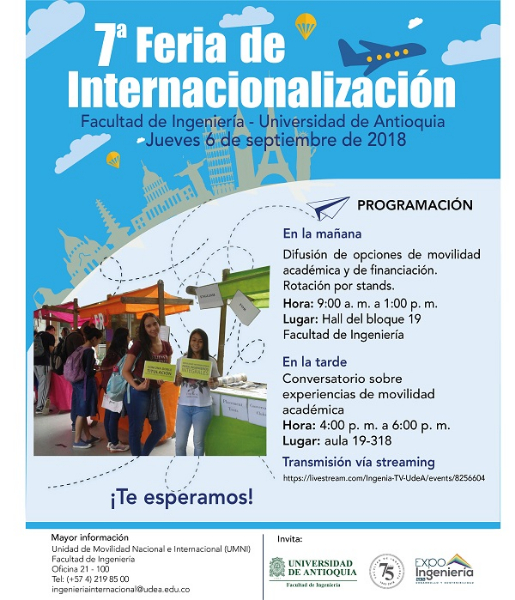 7ª Feria de
Internacionalización
Facultad de Ingeniería - Universidad de Antioquia
Jueves 6 de septiembre de 2018
PROGRAMACIÓN
En la mañana
Difusión de opciones de movilidad
académica y de financiación.
Rotación por stands.
Hora: 9:00 a. m. a 1:00 p. m.
Lugar: Hall del bloque 19
Facultad de Ingeniería
En la tarde
Conversatorio sobre
experiencias de movilidad
académica
Hora: 4:00 p. m. a 6:00 p. m.
Lugar: aula 19-318
Transmisión vía streaming
https://livestream.com/Ingenia-TV-UdeA/events/8256604
¡Te esperamos!
Mayor información
Unidad de Movilidad Nacional e Internacional (UMNI)
Facultad de Ingeniería
Oficina 21 - 100
Tel: (+57 4) 219 85 00
ingenieriainternacional@udea.edu.co
Invita:
UNIVERSIDAD
DE ANTIOQUIA
Facultad de Ingeniería
75
EXPO
Ingeniería